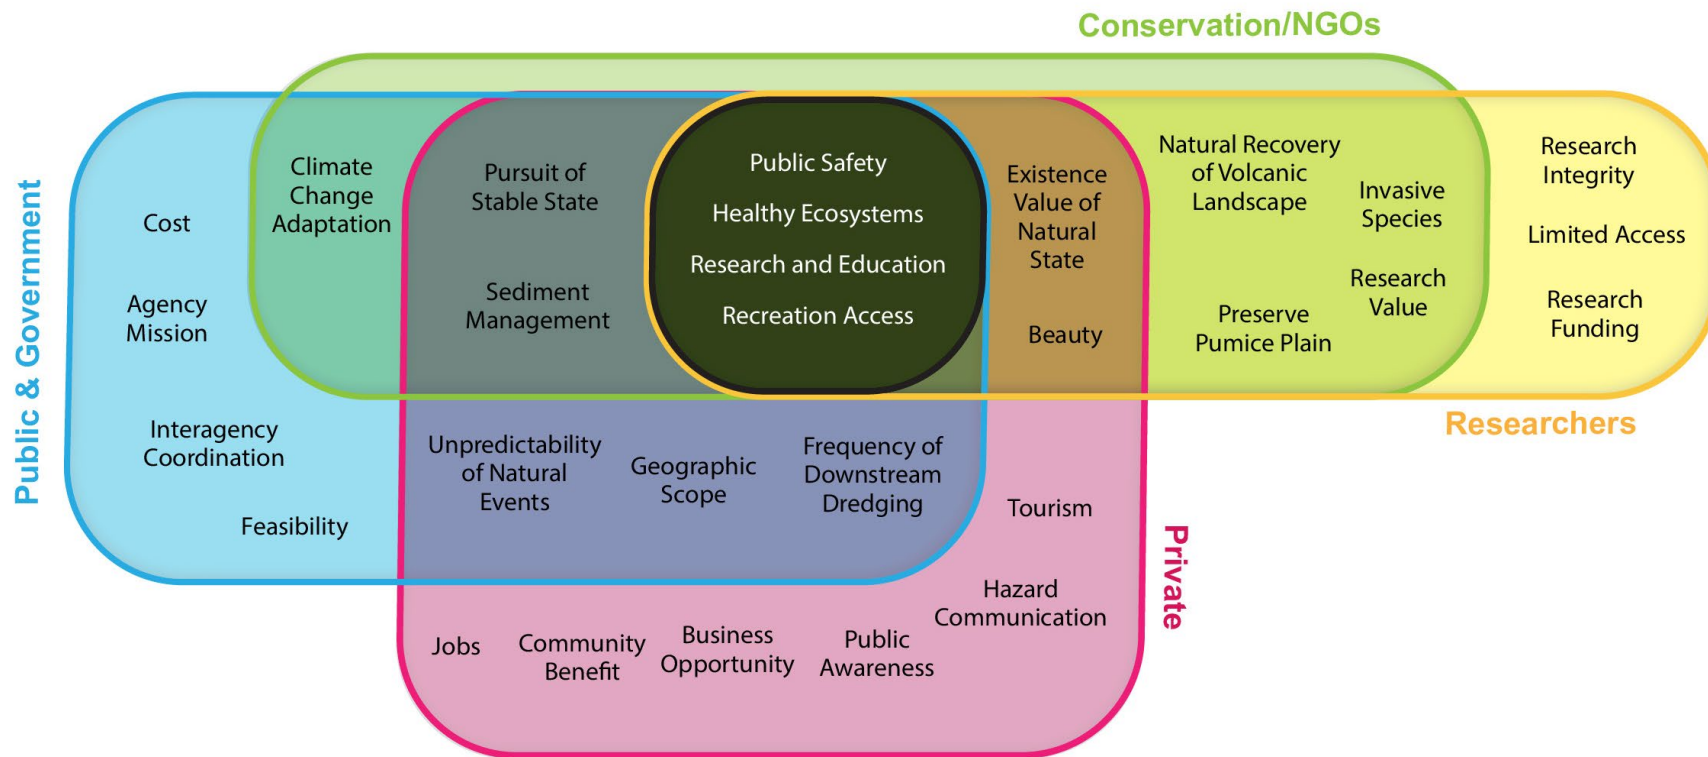 Conservation/NGOs
Public & Government
Cost
Agency
Mission
Interagency
Coordination
Feasibility
Climate
Change
Adaptation
Pursuit of
Stable State
Sediment
Management
Public Safety
Healthy Ecosystems
Research and Education
Recreation Access
Existence
Value of
Natural
State
Beauty
Natural Recovery
of Volcanic
Landscape
Invasive
Species
Research
Value
Preserve
Pumice Plain
Research
Integrity
Limited Access
Research
Funding
Researchers
Unpredictability
of Natural
Events
Geographic
Scope
Frequency of
Downstream
Dredging
Tourism
Hazard
Communication
Jobs
Community
Benefit
Business
Opportunity
Public
Awareness
Private